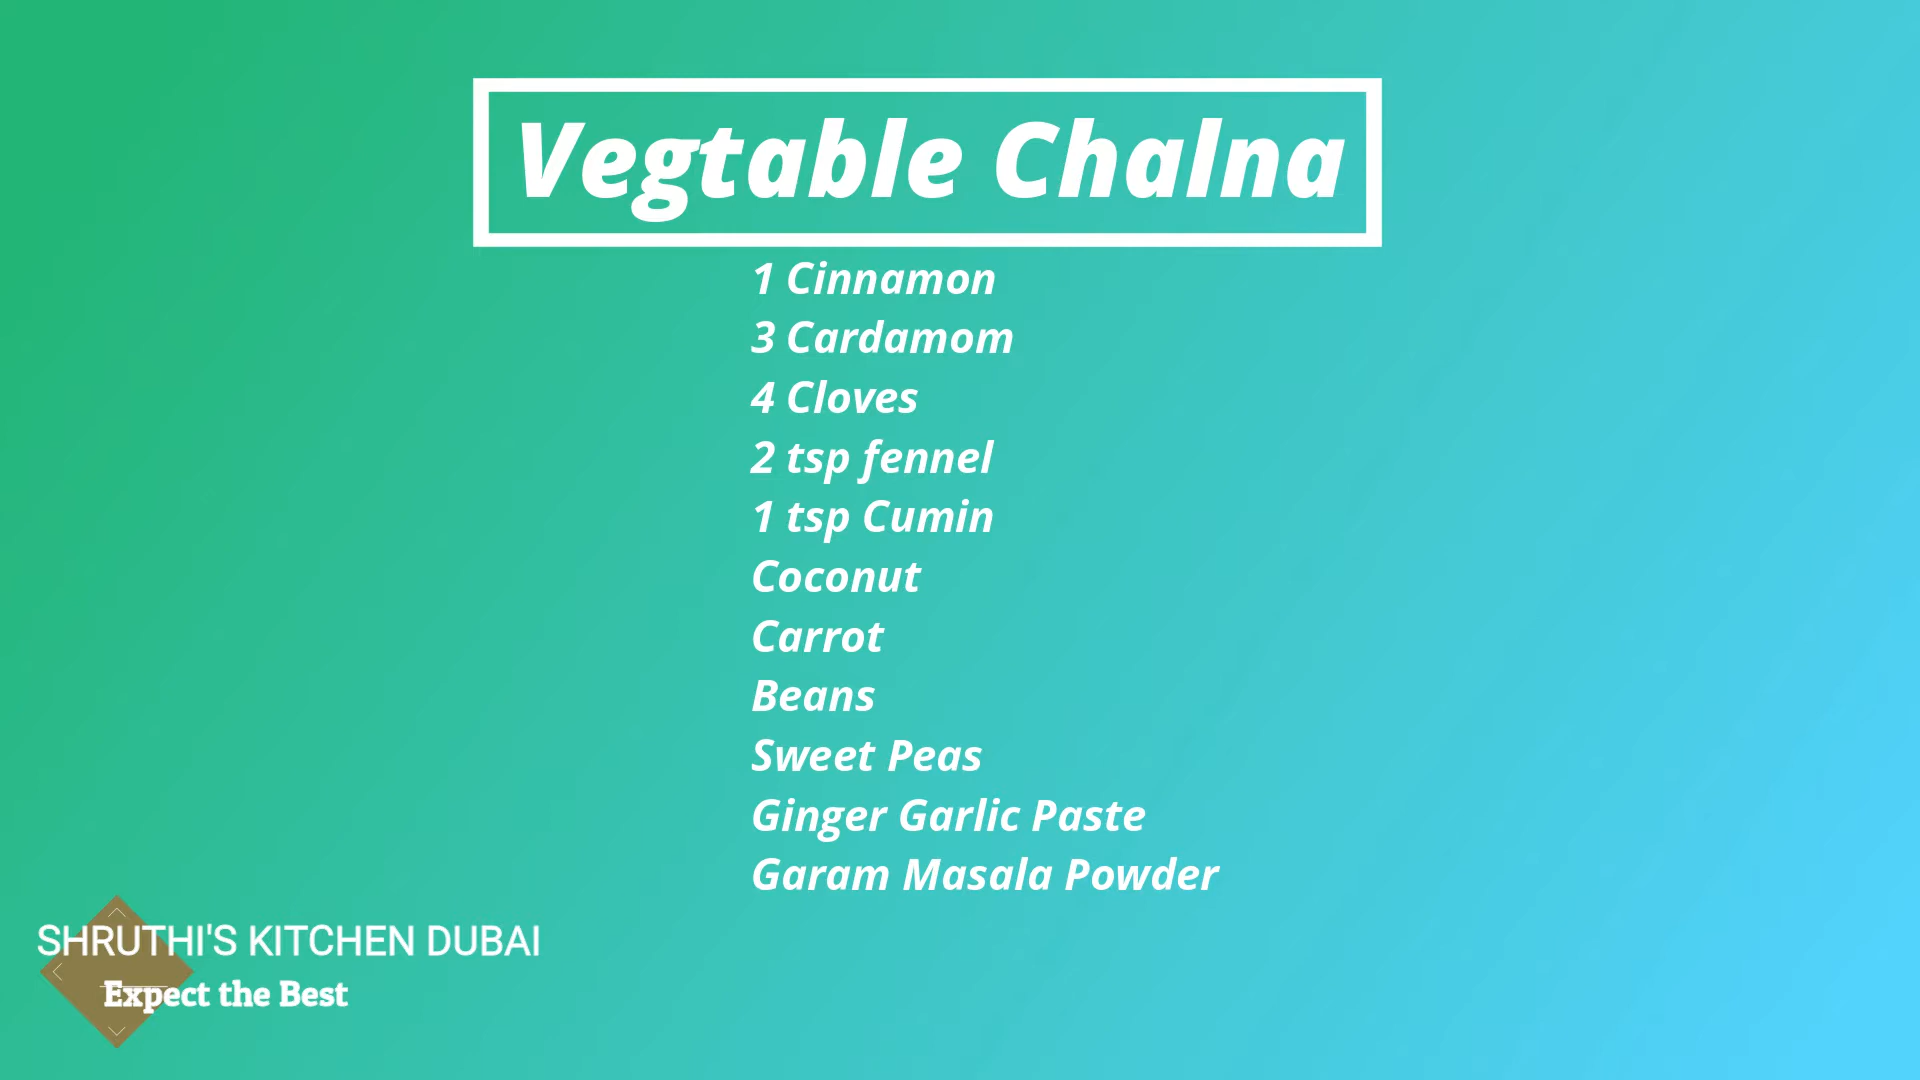 Vegtable Chalna
1 Cinnamon
3 Cardamom
4 Cloves
2 tsp fennel
1 tsp Cumin
Coconut
Carrot
Beans
Sweet Peas
Ginger Garlic Paste
Garam Masala Powder
SHRUTHI'S KITCHEN DUBAI
Expect the Best